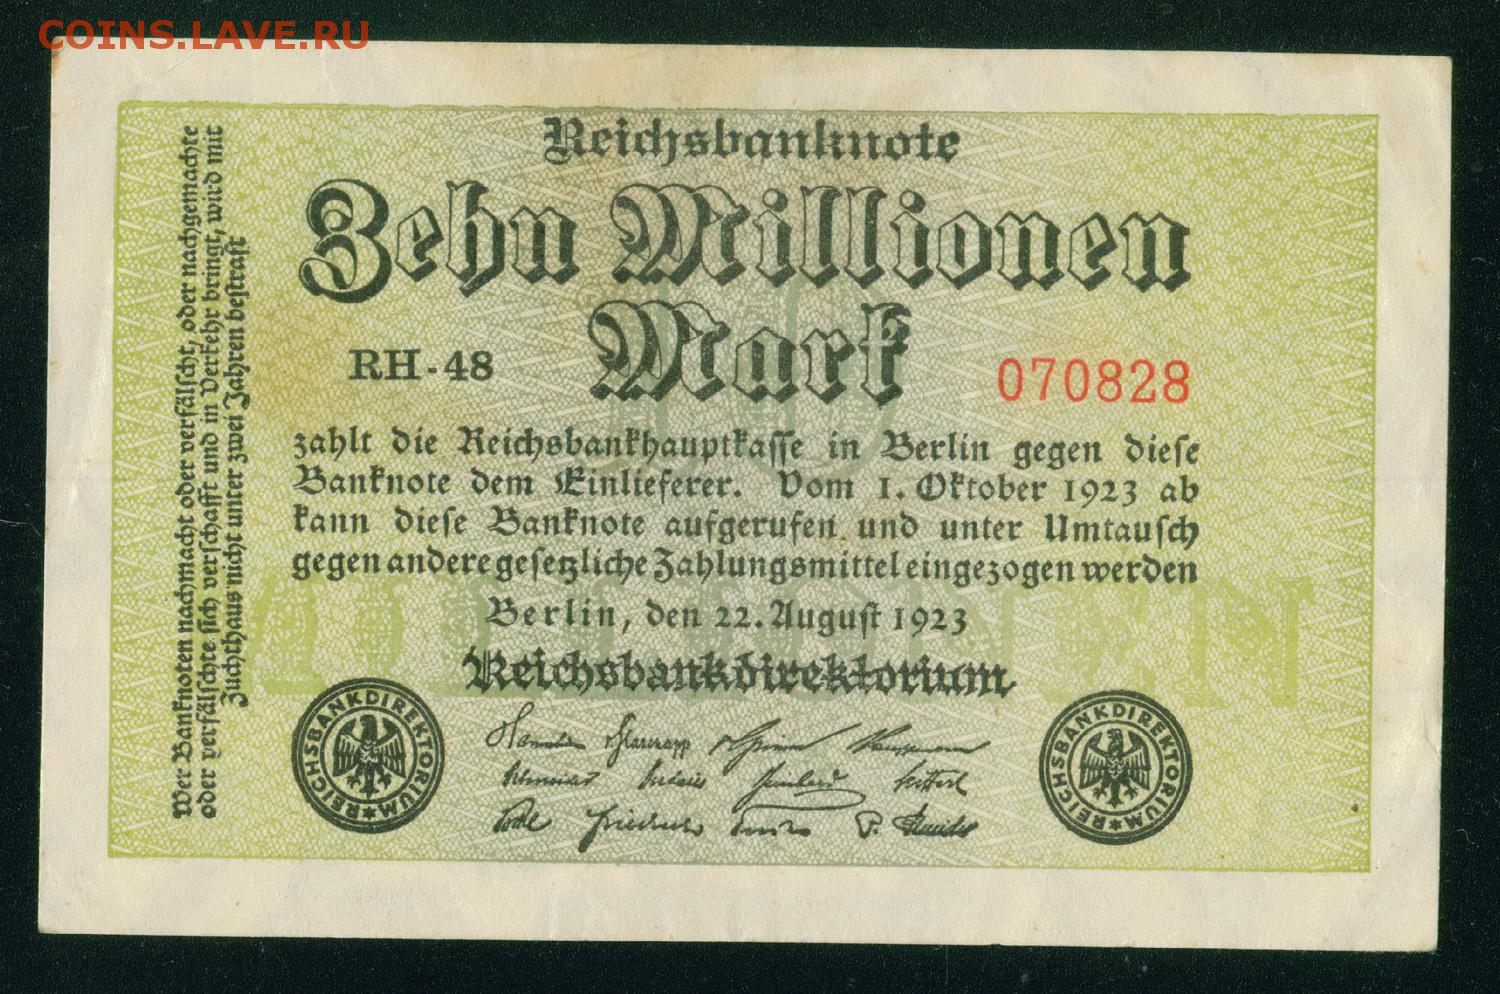 COINS.LAVE.RU
Reichsbanknote
Zehn Millionen
Mark
RH-48
070828
zahlt die Reichsbankhauptkasse in Berlin gegen diese
Banknote dem Einlieferer. Vom 1. Oktober 1923 ab
kann diese Banknote aufgerufen und unter Umtausch
gegen andere gesetzliche Zahlungsmittel eingezogen werden
Berlin, den 22. August 1923
Reichsbankdirektorium
Wer Banknoten nachmacht oder verfälscht, oder nachgemachte
oder verfälschte sich verschafft und in Verkehr bringt, wird mit
Zuchthaus nicht unter zwei Jahren bestraft
REICHSBANKDIREKTORIUM
REICHSBANKDIREKTORIUM
10